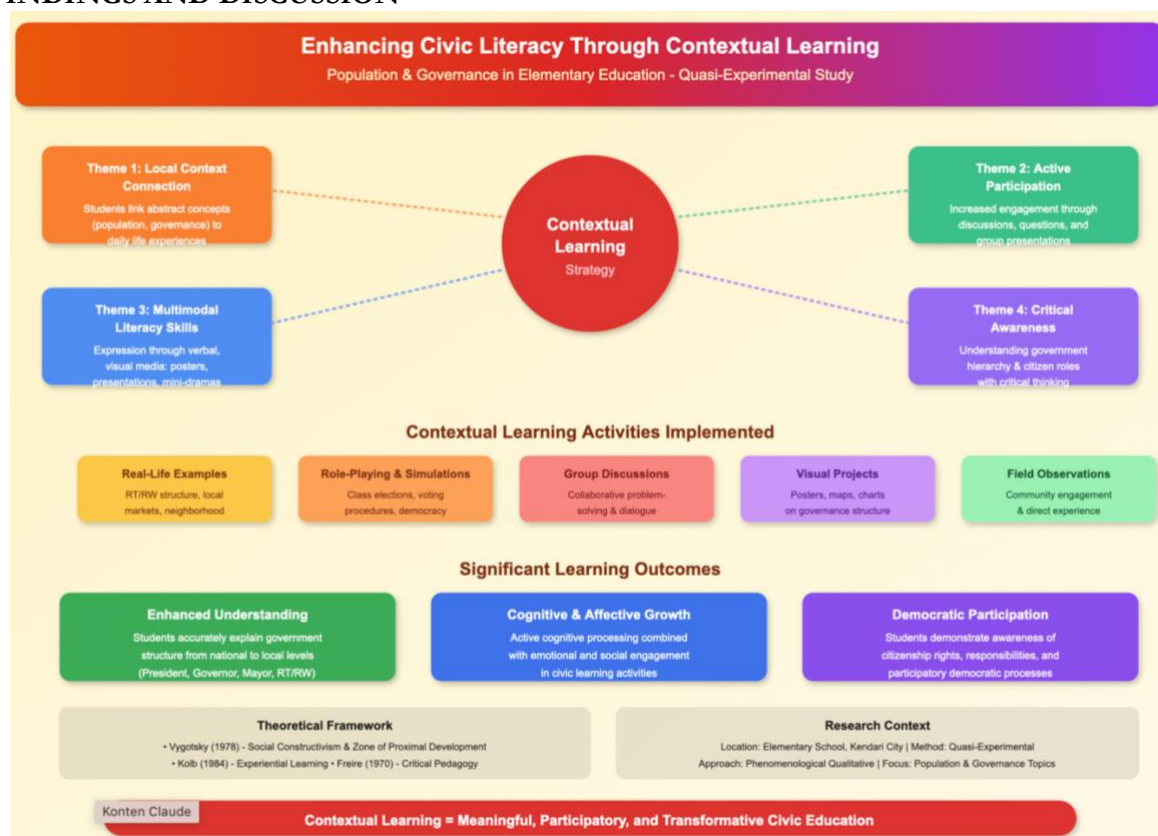 INDINGS AND DISCUSSION
Enhancing Civic Literacy Through Contextual Learning
Population & Governance in Elementary Education - Quasi-Experimental Study
Theme 1: Local Context
Connection
Students link abstract concepts
(population, governance) to
daily life experiences
Theme 2: Active
Participation
Increased engagement through
discussions, questions, and
group presentations
Contextual
Learning
Strategy
Theme 3: Multimodal
Literacy Skills
Expression through verbal,
visual media: posters,
presentations, mini-dramas
Theme 4: Critical
Awareness
Understanding government
hierarchy & citizen roles
with critical thinking
Contextual Learning Activities Implemented
Real-Life Examples
RT/RW structure, local
markets, neighborhood
Role-Playing & Simulations
Class elections, voting
procedures, democracy
Group Discussions
Collaborative problem-
solving & dialogue
Visual Projects
Posters, maps, charts
on governance structure
Field Observations
Community engagement
& direct experience
Significant Learning Outcomes
Enhanced Understanding
Students accurately explain government
structure from national to local levels
(President, Governor, Mayor, RT/RW)
Cognitive & Affective Growth
Active cognitive processing combined
with emotional and social engagement
in civic learning activities
Democratic Participation
Students demonstrate awareness of
citizenship rights, responsibilities, and
participatory democratic processes
Theoretical Framework
• Vygotsky (1978) - Social Constructivism & Zone of Proximal Development
• Kolb (1984) - Experiential Learning • Freire (1970) - Critical Pedagogy
Research Context
Location: Elementary School, Kendari City | Method: Quasi-Experimental
Approach: Phenomenological Qualitative | Focus: Population & Governance Topics
Konten Claude
Contextual Learning = Meaningful, Participatory, and Transformative Civic Education